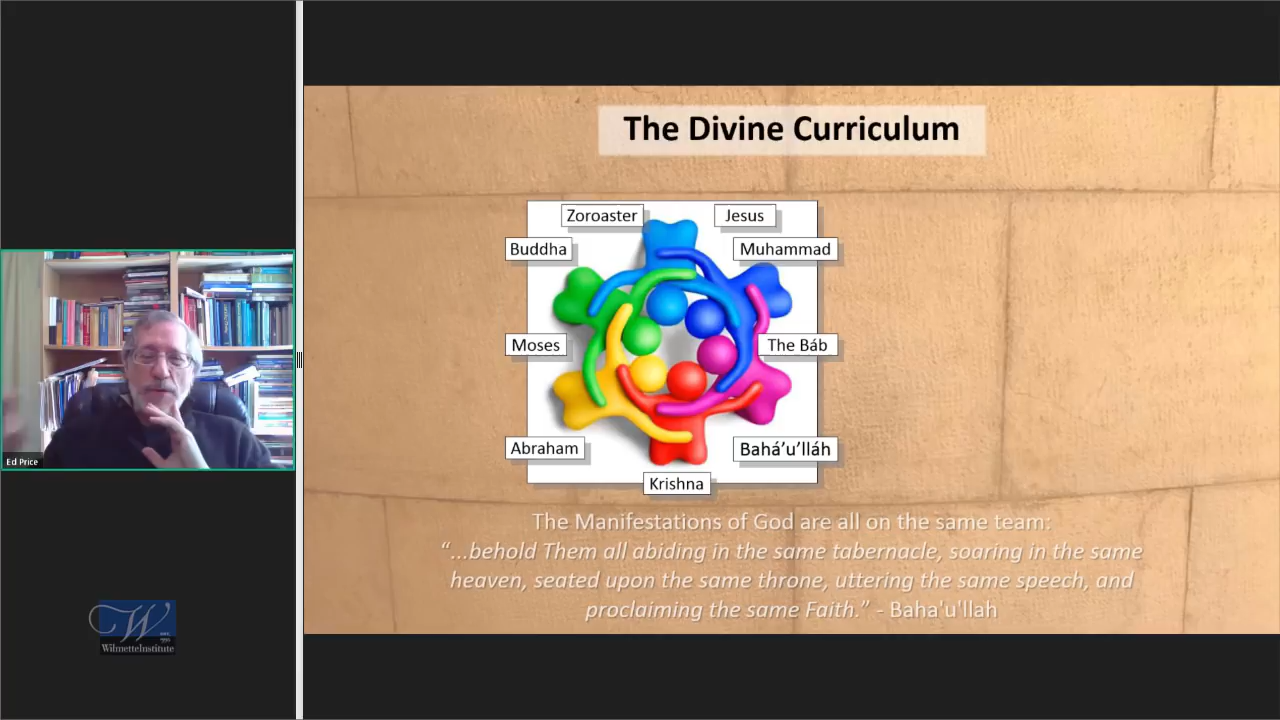 The Divine Curriculum
Zoroaster
Jesus
Buddha
Muhammad
Moses
The Báb
Abraham
Bahá’u’lláh
Krishna
The Manifestations of God are all on the same team:
“...behold Them all abiding in the same tabernacle, soaring in the same
heaven, seated upon the same throne, uttering the same speech, and
proclaiming the same Faith.” - Baha'u'llah
Ed Price
W
WilmetteInstitute